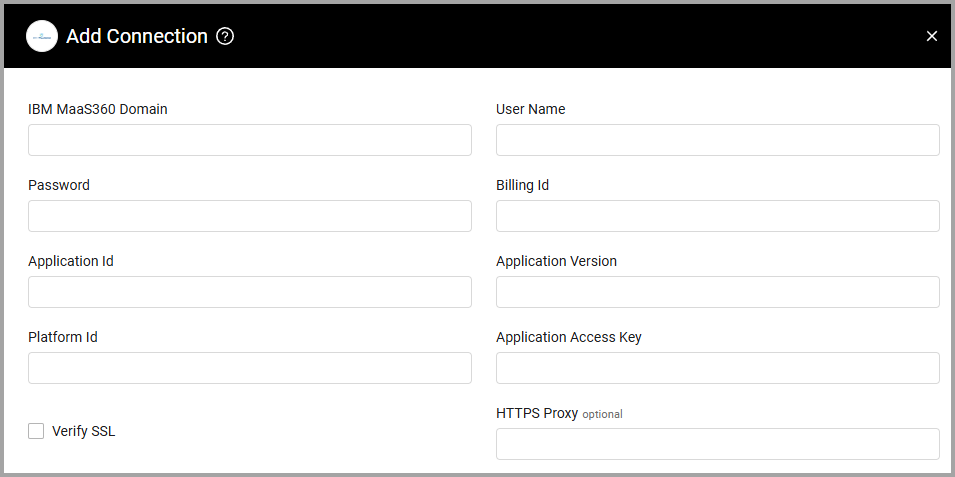 Add Connection ?
IBM MaaS360 Domain
User Name
Password
Billing Id
Application Id
Application Version
Platform Id
Application Access Key
Verify SSL
HTTPS Proxy optional